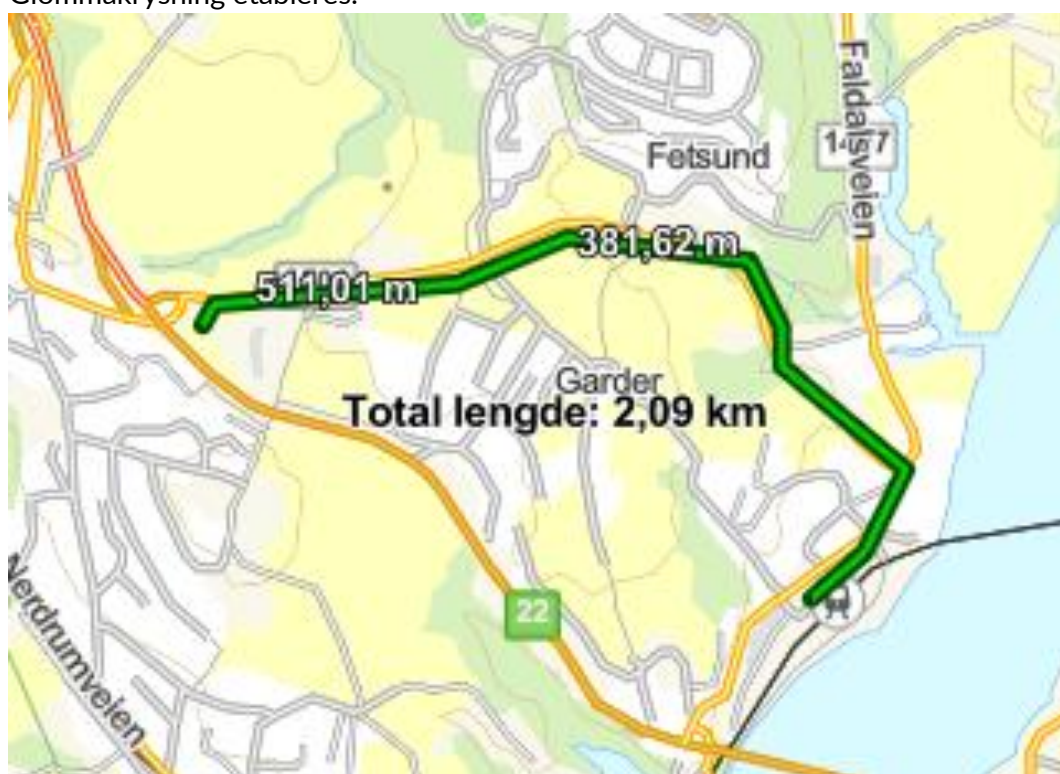 Glommakrysning etableres.
Faldalsveien
Fetsund
381,62 m
511,01 m
Garder
Total lengde: 2,09 km
22
Nerdrumveien